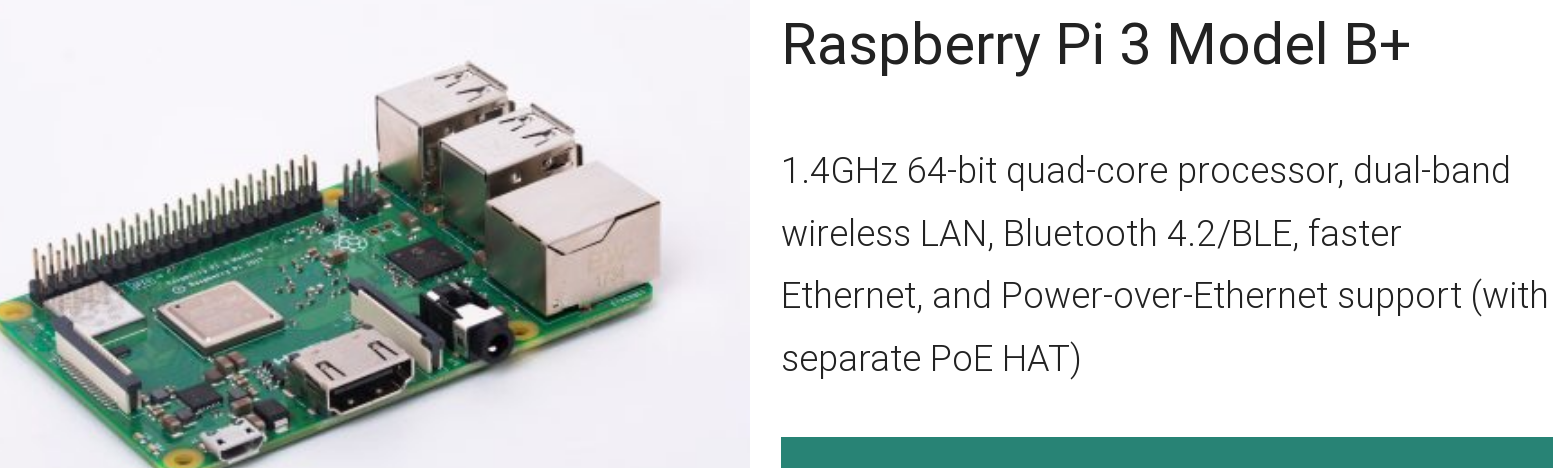 Raspberry Pi 3 Model B+
1.4GHz 64-bit quad-core processor, dual-band
wireless LAN, Bluetooth 4.2/BLE, faster
Ethernet, and Power-over-Ethernet support (with
separate PoE HAT)